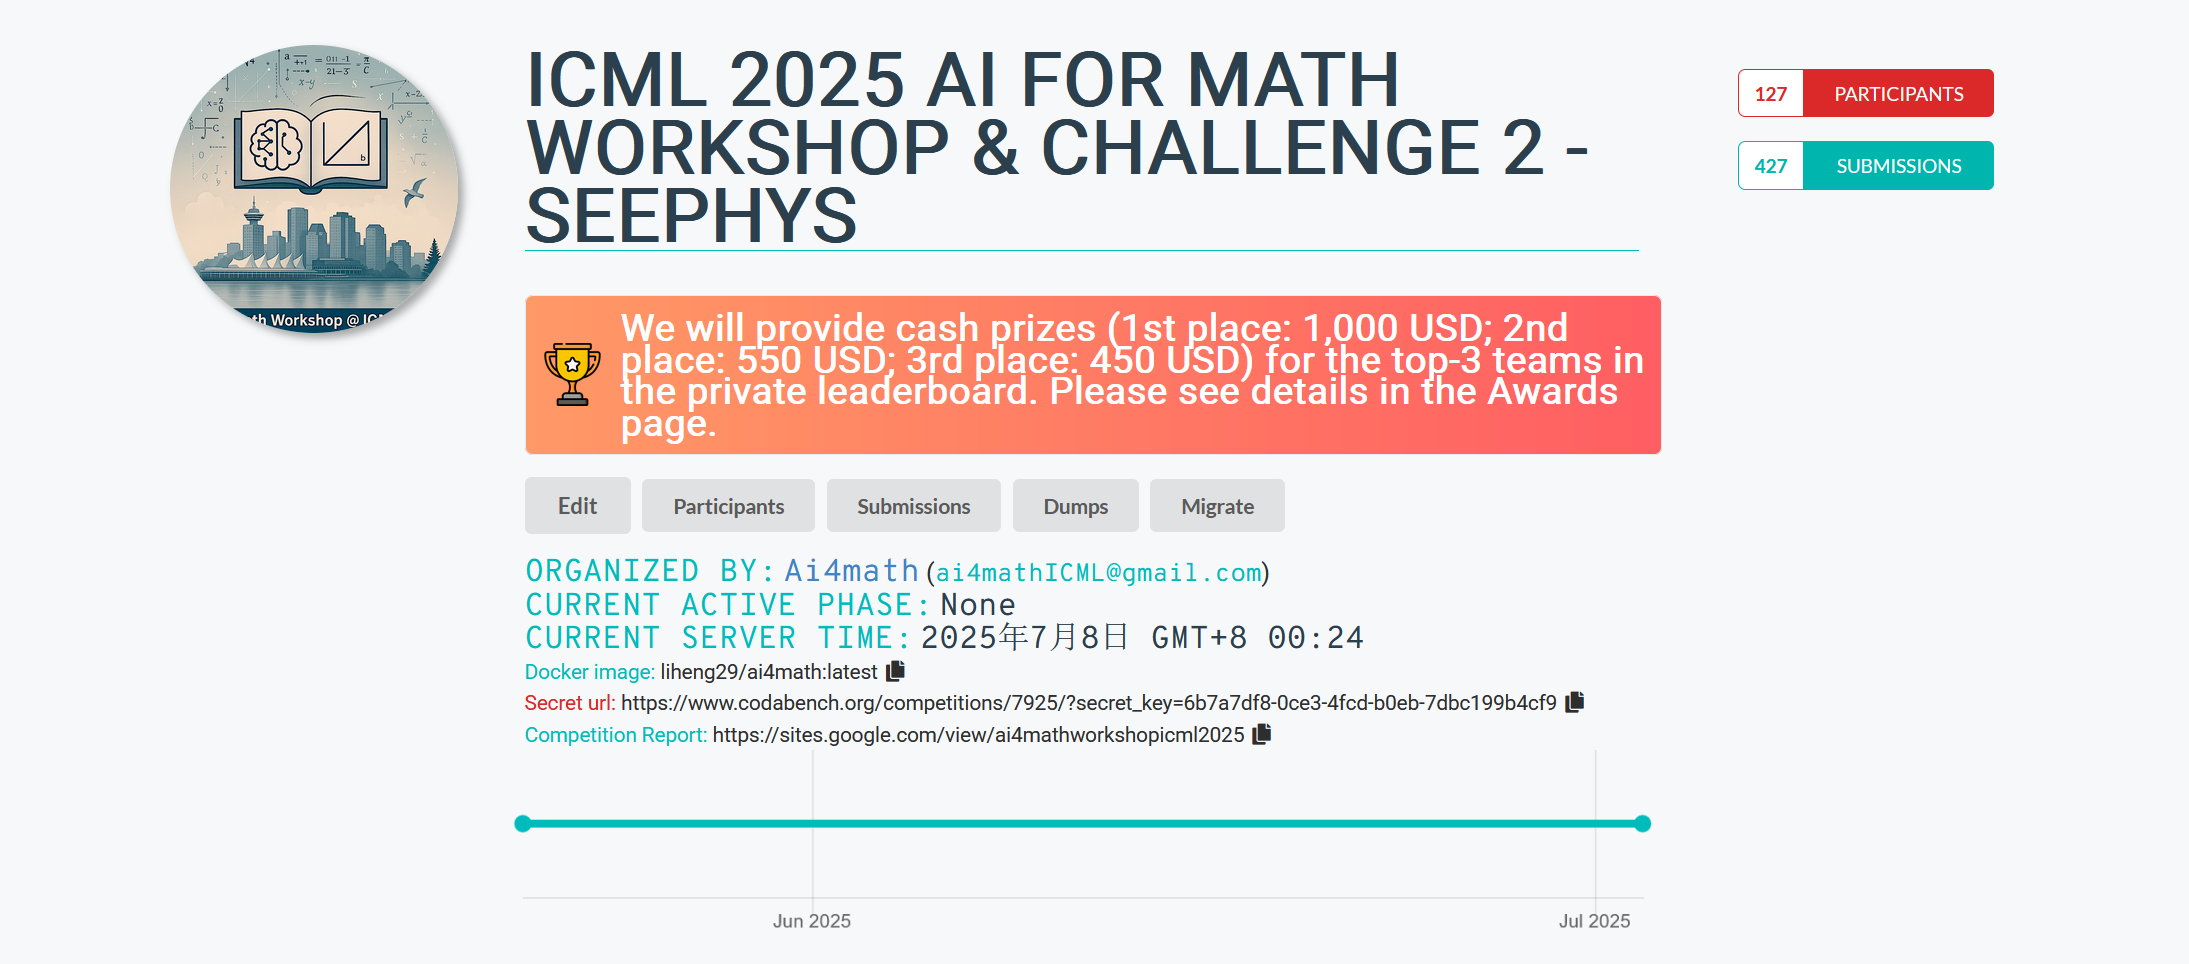 ICML 2025 AI FOR MATH
WORKSHOP & CHALLENGE 2 -
SEEPHYS
127 PARTICIPANTS
427 SUBMISSIONS
th Workshop @ IC
We will provide cash prizes (1st place: 1,000 USD; 2nd
place: 550 USD; 3rd place: 450 USD) for the top-3 teams in
the private leaderboard. Please see details in the Awards
page.
Edit Participants Submissions Dumps Migrate
ORGANIZED BY: Ai4math (ai4mathICML@gmail.com)
CURRENT ACTIVE PHASE: None
CURRENT SERVER TIME: 2025年7月8日 GMT+8 00:24
Docker image: liheng29/ai4math:latest
Secret url: https://www.codabench.org/competitions/7925/?secret_key=6b7a7df8-0ce3-4fcd-b0eb-7dbc199b4cf9
Competition Report: https://sites.google.com/view/ai4mathworkshopicml2025
Jun 2025 Jul 2025